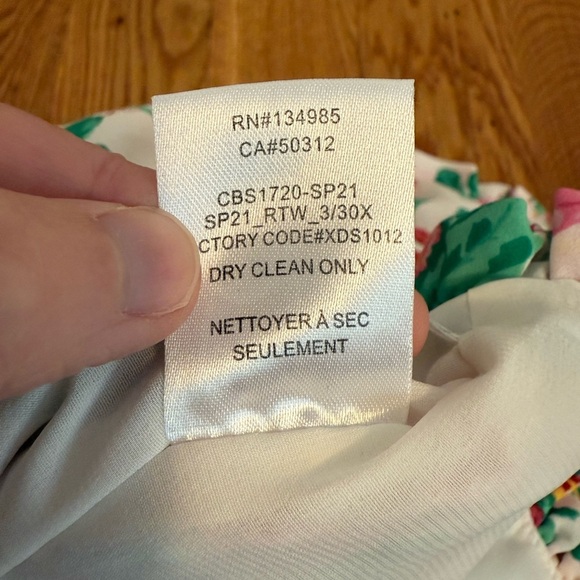 RN#134985
CA#50312
CBS1720-SP21
SP21_RTW_3/30X
CTORY CODE#XDS1012
DRY CLEAN ONLY
NETTOYER À SEC
SEULEMENT